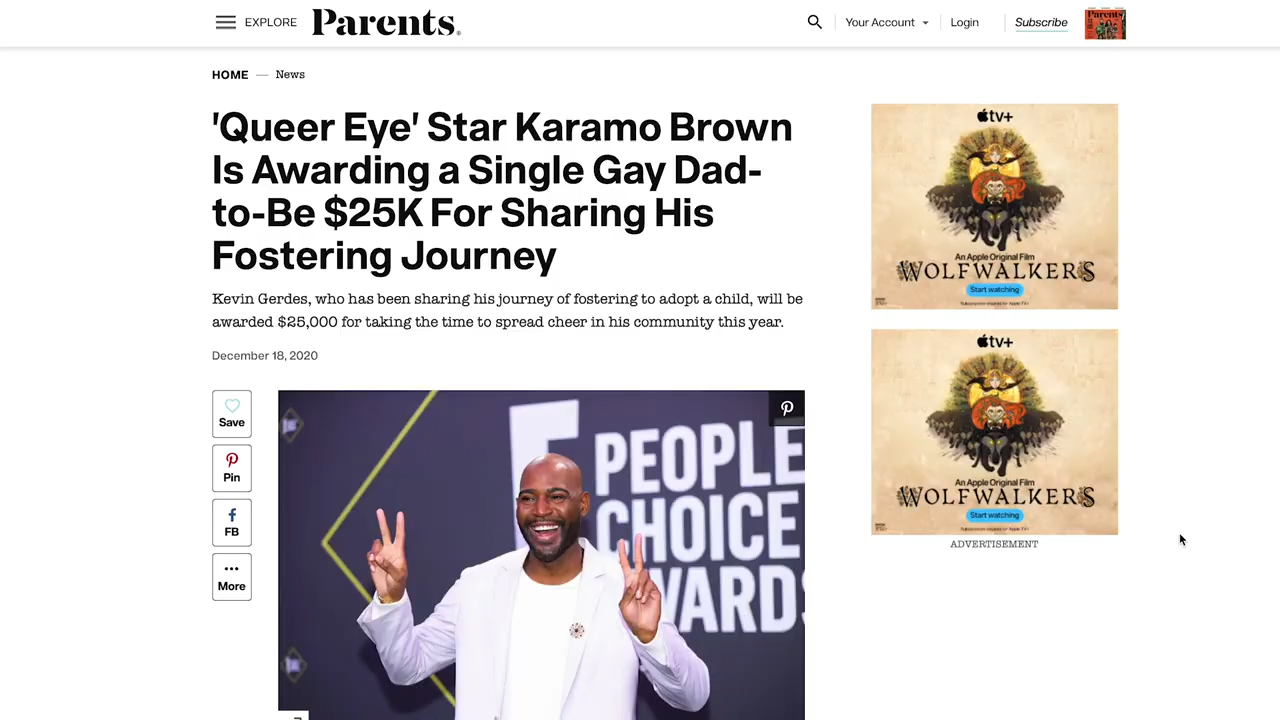 EXPLORE
Parents
Your Account
Login
Subscribe
HOME — News
'Queer Eye' Star Karamo Brown
Is Awarding a Single Gay Dad-
to-Be $25K For Sharing His
Fostering Journey
Kevin Gerdes, who has been sharing his journey of fostering to adopt a child, will be
awarded $25,000 for taking the time to spread cheer in his community this year.
December 18, 2020
Save
Pin
FB
More
PEOPLE
CHOICE
AWARDS
tv+
An Apple Original Film
WOLFWALKERS
Start watching
tv+
An Apple Original Film
WOLFWALKERS
Start watching
ADVERTISEMENT